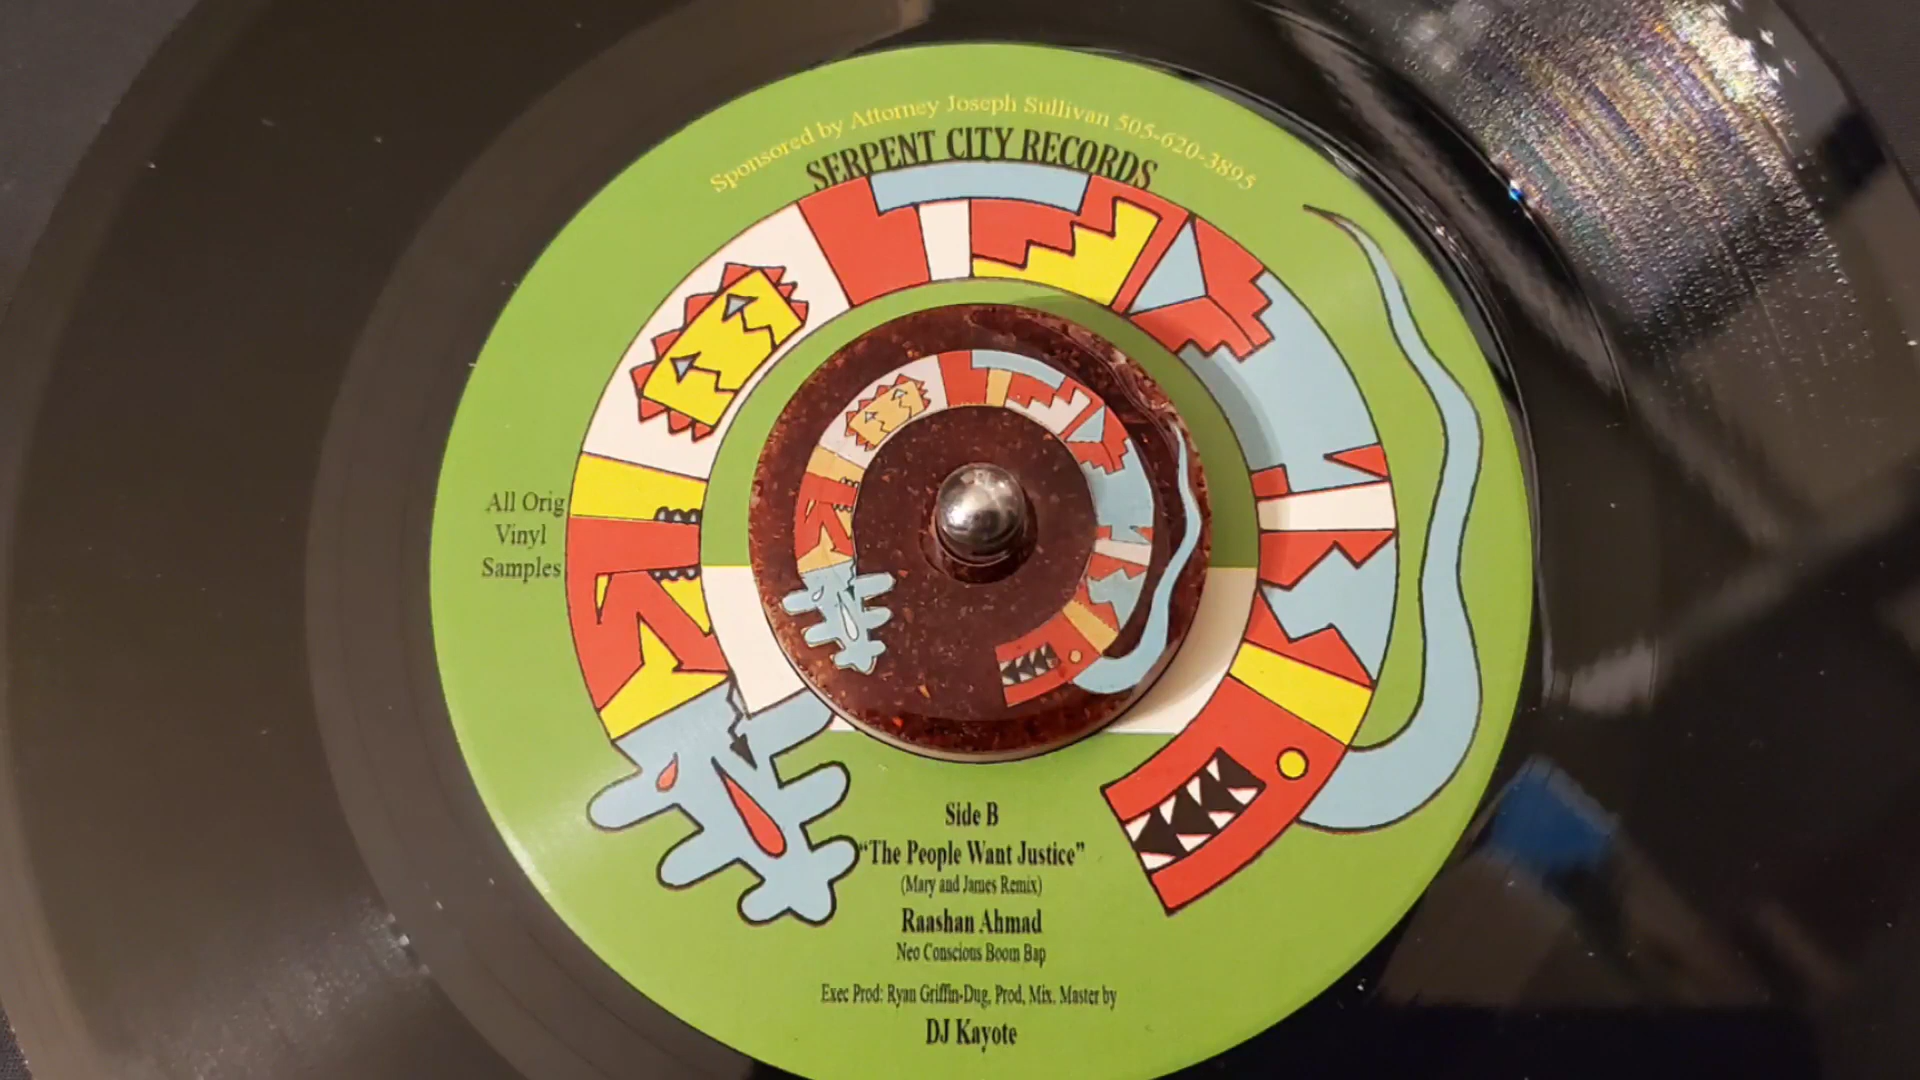 Sponsored by Attorney Joseph Sullivan 505-620-3895
SERPENT CITY RECORDS
All Orig
Vinyl
Samples
Side B
“The People Want Justice”
(Mary and James Remix)
Raashan Ahmad
Neo Conscious Boom Bap
Exec Prod: Ryan Griffin-Dug, Prod, Mix. Master by
DJ Kayote